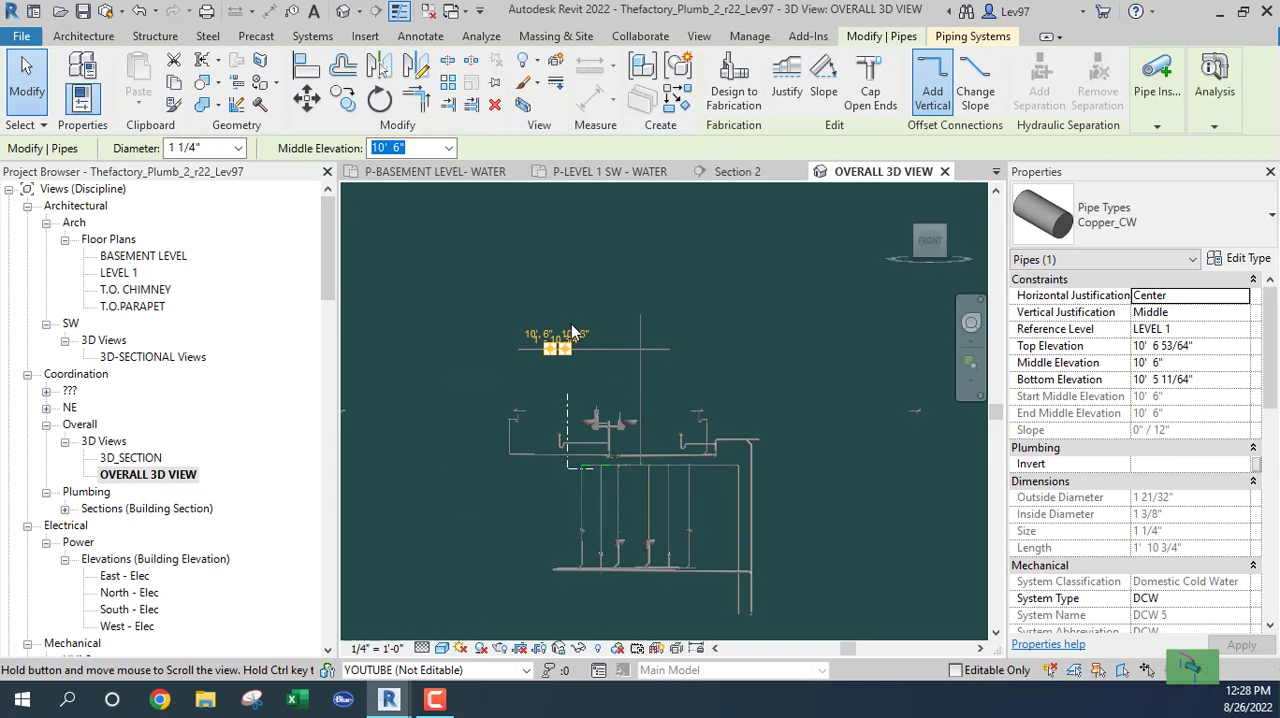 Autodesk Revit 2022 - Thefactory_Plumb_2_r22_Lev97 - 3D View: OVERALL 3D VIEW
Lev97
File Architecture Structure Steel Precast Systems Insert Annotate Analyze Massing & Site Collaborate View Manage Add-Ins Modify | Pipes Piping Systems
Modify
Properties
Paste
Design to Fabrication
Justify
Slope
Cap Open Ends
Add Vertical
Change Slope
Add Separation
Remove Separation
Pipe Ins...
Analysis
Select Properties Clipboard Geometry Modify View Measure Create Fabrication Edit Offset Connections Hydraulic Separation
Modify | Pipes Diameter: 1 1/4" Middle Elevation: 10' 6"
Project Browser - Thefactory_Plumb_2_r22_Lev97
P-BASEMENT LEVEL- WATER P-LEVEL 1 SW - WATER Section 2 OVERALL 3D VIEW
Properties
Views (Discipline)
Architectural
Arch
Floor Plans
BASEMENT LEVEL
LEVEL 1
T.O. CHIMNEY
T.O.PARAPET
SW
3D Views
3D-SECTIONAL VIEWS
Coordination
???
NE
Overall
3D Views
3D_SECTION
OVERALL 3D VIEW
Plumbing
Sections (Building Section)
Electrical
Power
Elevations (Building Elevation)
East - Elec
North - Elec
South - Elec
West - Elec
Mechanical
FRONT
10', 6"
Pipe Types
Copper_CW
Pipes (1) Edit Type
Constraints
Horizontal Justification Center
Vertical Justification Middle
Reference Level LEVEL 1
Top Elevation 10' 6 53/64"
Middle Elevation 10' 6"
Bottom Elevation 10' 5 11/64"
Start Middle Elevation 10' 6"
End Middle Elevation 10' 6"
Slope 0" / 12"
Plumbing
Invert
Dimensions
Outside Diameter 1 21/32"
Inside Diameter 1 3/8"
Size 1 1/4"
Length 1' 10 3/4"
Mechanical
System Classification Domestic Cold Water
System Type DCW
System Name DCW 5
System Abbreviation DCW
Properties help Apply
1/4" = 1'-0"
Hold button and move mouse to Scroll the view. Hold Ctrl key t
YOUTUBE (Not Editable) :0 Main Model Editable Only
12:28 PM
8/26/2022